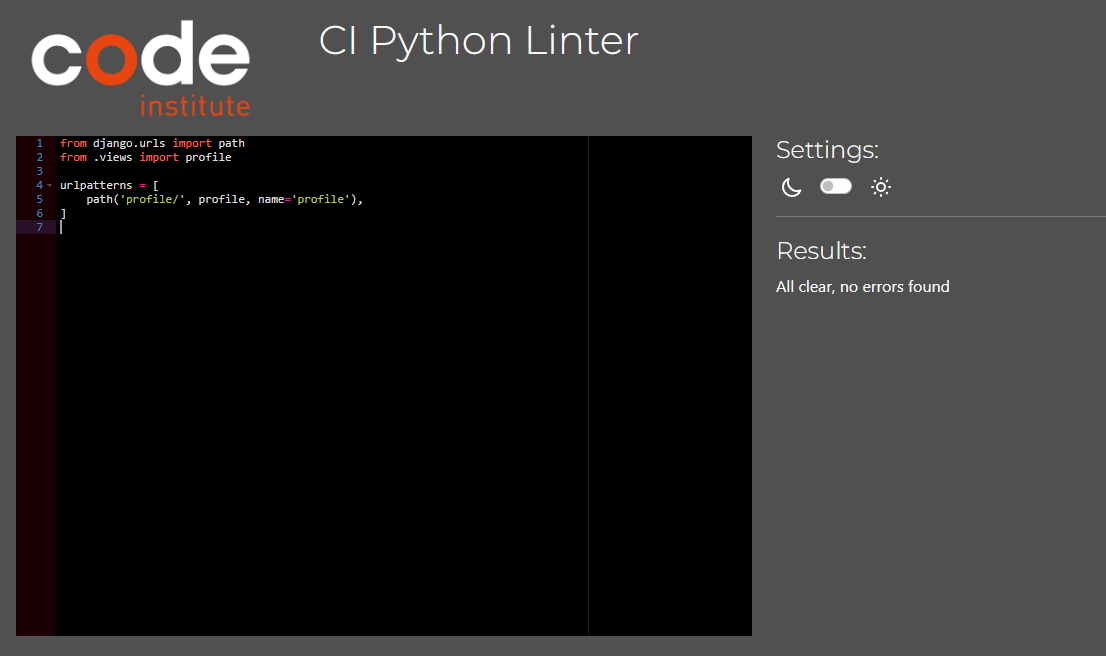 code
institute
CI Python Linter
1 from django.urls import path
2 from .views import profile
3
4 urlpatterns = [
5     path('profile/', profile, name='profile'),
6 ]
7
Settings:
Results:
All clear, no errors found